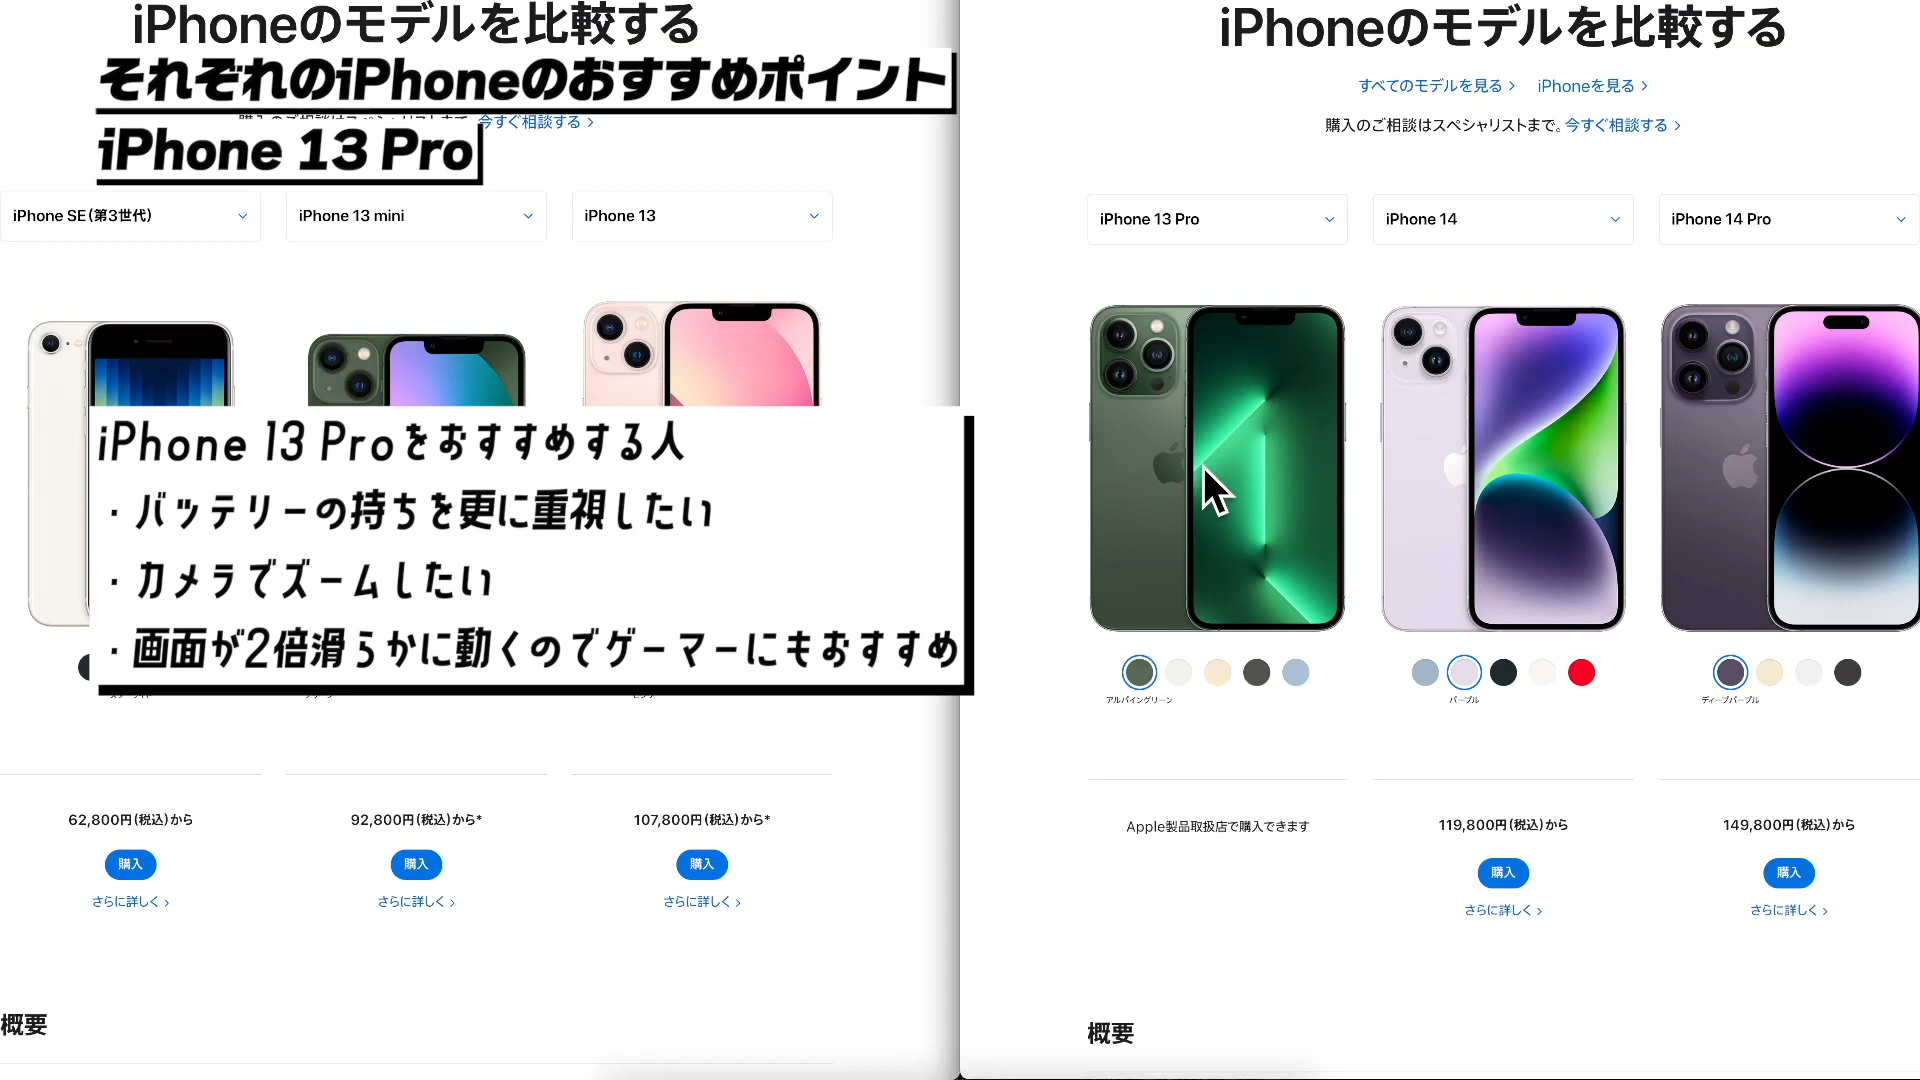 iPhoneのモデルを比較する
それぞれのiPhoneのおすすめポイント
今すぐ相談する >
iPhone 13 Pro
iPhone SE(第3世代)
iPhone 13 mini
iPhone 13
iPhone 13 Proをおすすめする人
・バッテリーの持ちを更に重視したい
・カメラでズームしたい
・画面が2倍滑らかに動くのでゲーマーにもおすすめ
62,800円(税込)から
92,800円(税込)から*
107,800円(税込)から*
購入
購入
購入
さらに詳しく >
さらに詳しく >
さらに詳しく >
概要
iPhoneのモデルを比較する
すべてのモデルを見る > iPhoneを見る >
購入のご相談はスペシャリストまで。今すぐ相談する >
iPhone 13 Pro
iPhone 14
iPhone 14 Pro
アルパイングリーン
パープル
ディープパープル
Apple製品取扱店で購入できます
119,800円(税込)から
149,800円(税込)から
購入
購入
さらに詳しく >
さらに詳しく >
概要